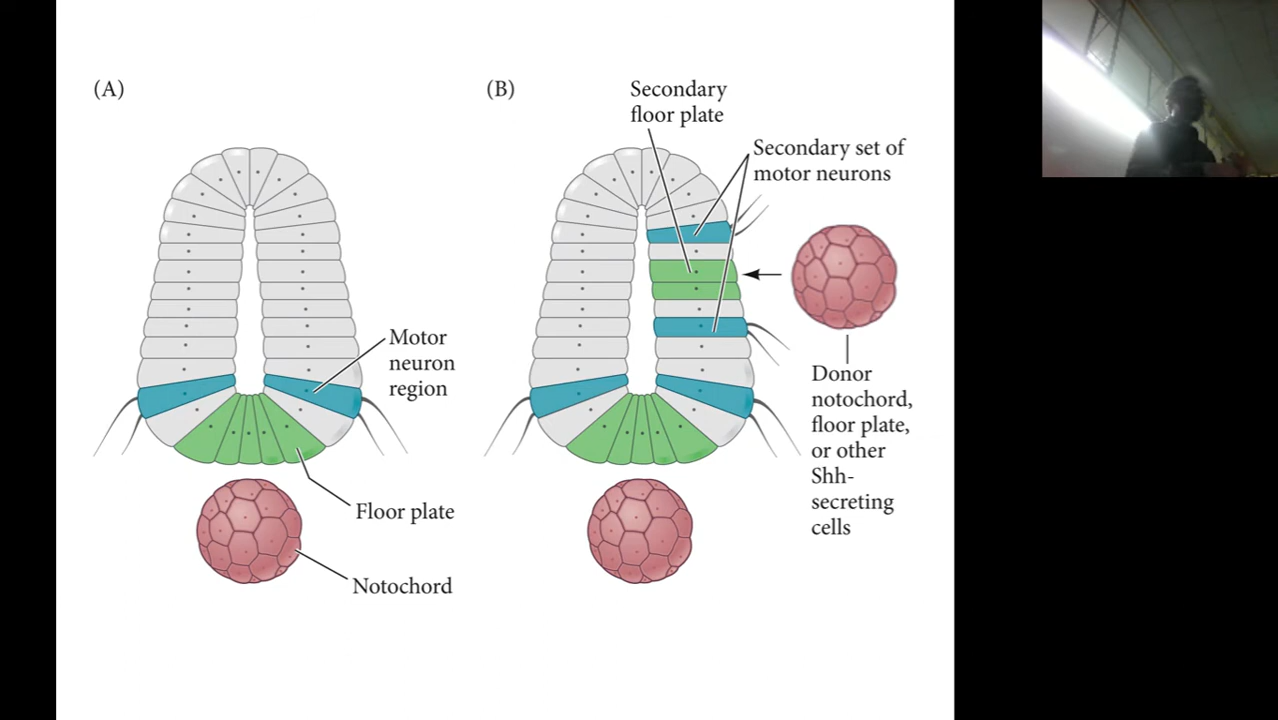 (A)
Motor
neuron
region
Floor plate
Notochord
(B)
Secondary
floor plate
Secondary set of
motor neurons
Donor
notochord,
floor plate,
or other
Shh-
secreting
cells